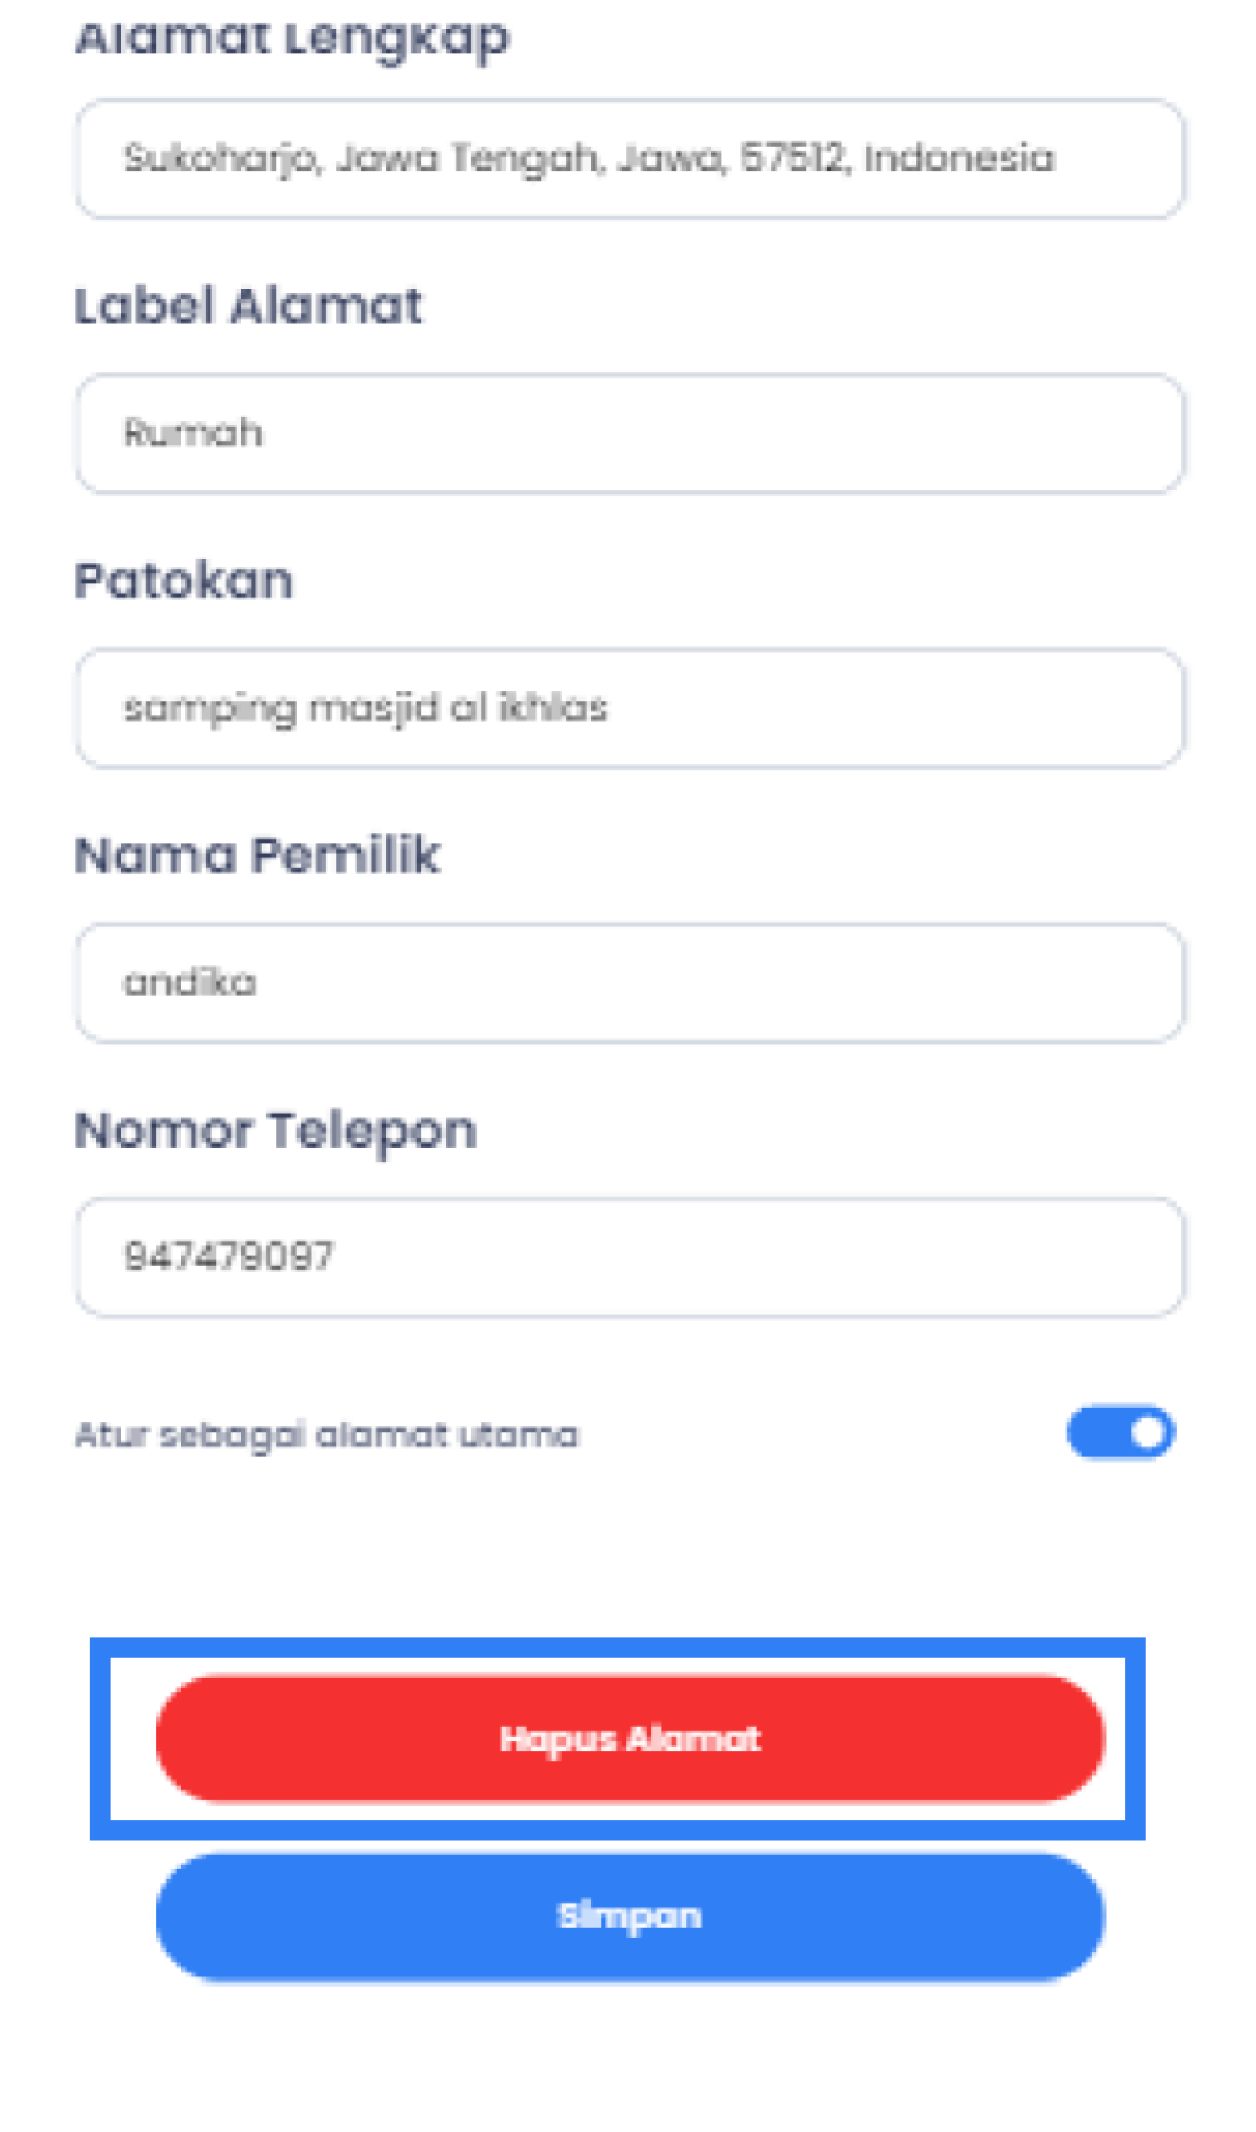 Alamat Lengkap
Sukoharjo, Jawa Tengah, Jawa, 57512, Indonesia
Label Alamat
Rumah
Patokan
samping masjid al ikhlas
Nama Pemilik
andika
Nomor Telepon
947479097
Atur sebagai alamat utama
Hapus Alamat
Simpan